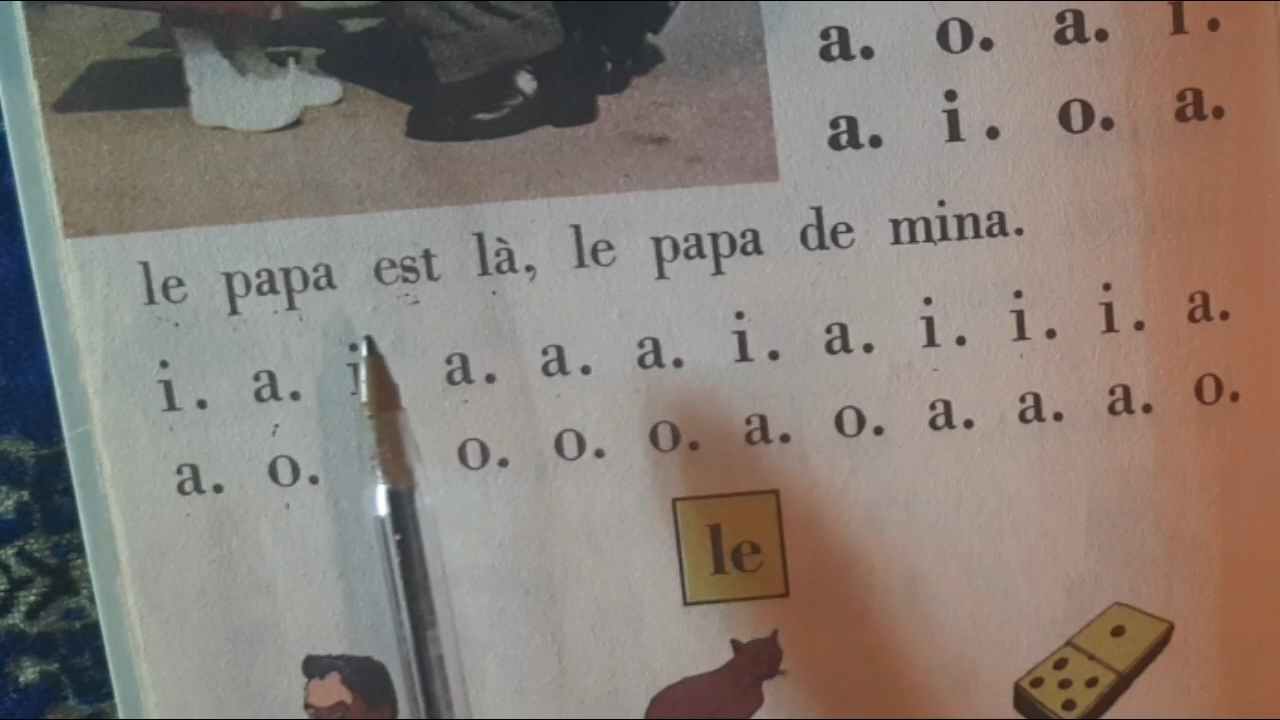 a. o. a. i.
a. i. o. a.
le papa est là, le papa de mina.
i. a. i a. a. a. i. a. i. i. i. a.
a. o. o. o. o. a. o. a. a. a. o.
le